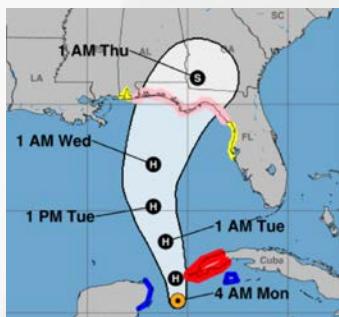 SC
1 AM Thu
AL
GA
S
LA
FL
1 AM Wed
H
1 PM Tue
H
1 AM Tue
H
H
Cuba
4 AM Mon